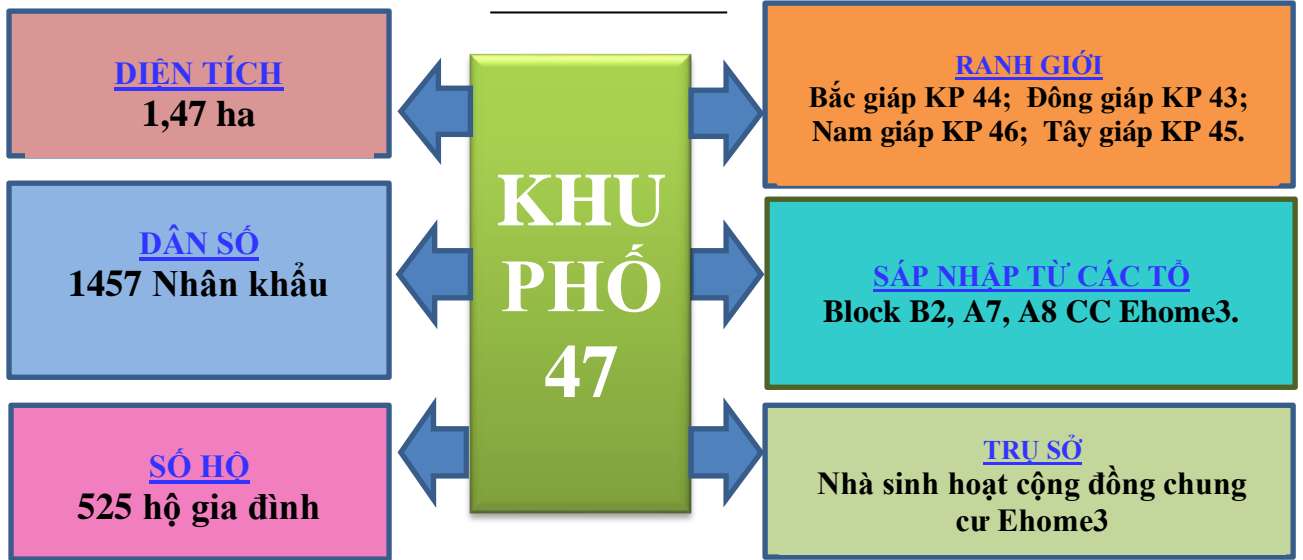 DIỆN TÍCH
1,47 ha
DÂN SỐ
1457 Nhân khẩu
SỐ HỘ
525 hộ gia đình
KHU
PHỐ
47
RANH GIỚI
Bắc giáp KP 44; Đông giáp KP 43;
Nam giáp KP 46; Tây giáp KP 45.
SÁP NHẬP TỪ CÁC TỔ
Block B2, A7, A8 CC Ehome3.
TRỤ SỞ
Nhà sinh hoạt cộng đồng chung
cư Ehome3